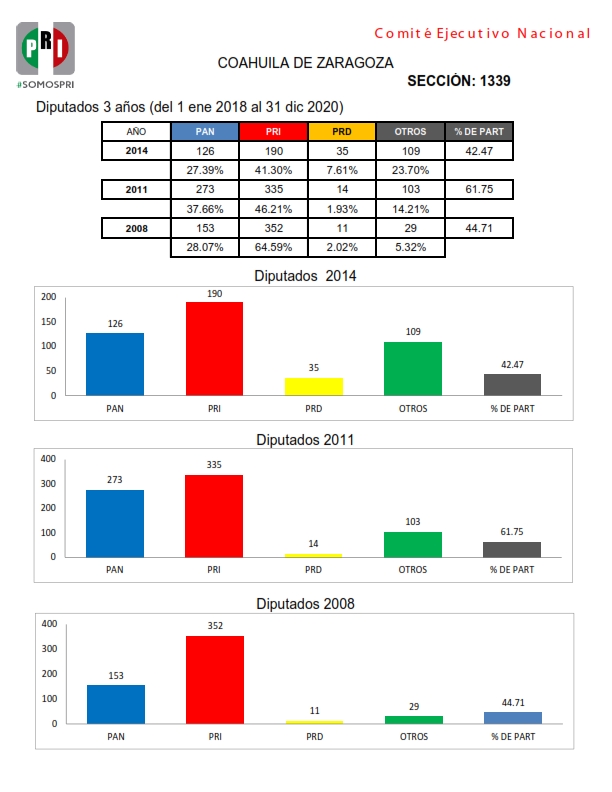 PRI
#SOMOSPRI
Comité Ejecutivo Nacional
COAHUILA DE ZARAGOZA
SECCIÓN: 1339
Diputados 3 años (del 1 ene 2018 al 31 dic 2020)
AÑO PAN PRI PRD OTROS % DE PART
2014 126 190 35 109 42.47
27.39% 41.30% 7.61% 23.70%
2011 273 335 14 103 61.75
37.66% 46.21% 1.93% 14.21%
2008 153 352 11 29 44.71
28.07% 64.59% 2.02% 5.32%
Diputados 2014
200
150
100
50
0
126 190 35 109 42.47
PAN PRI PRD OTROS % DE PART
Diputados 2011
400
300
200
100
0
273 335 14 103 61.75
PAN PRI PRD OTROS % DE PART
Diputados 2008
400
300
200
100
0
153 352 11 29 44.71
PAN PRI PRD OTROS % DE PART